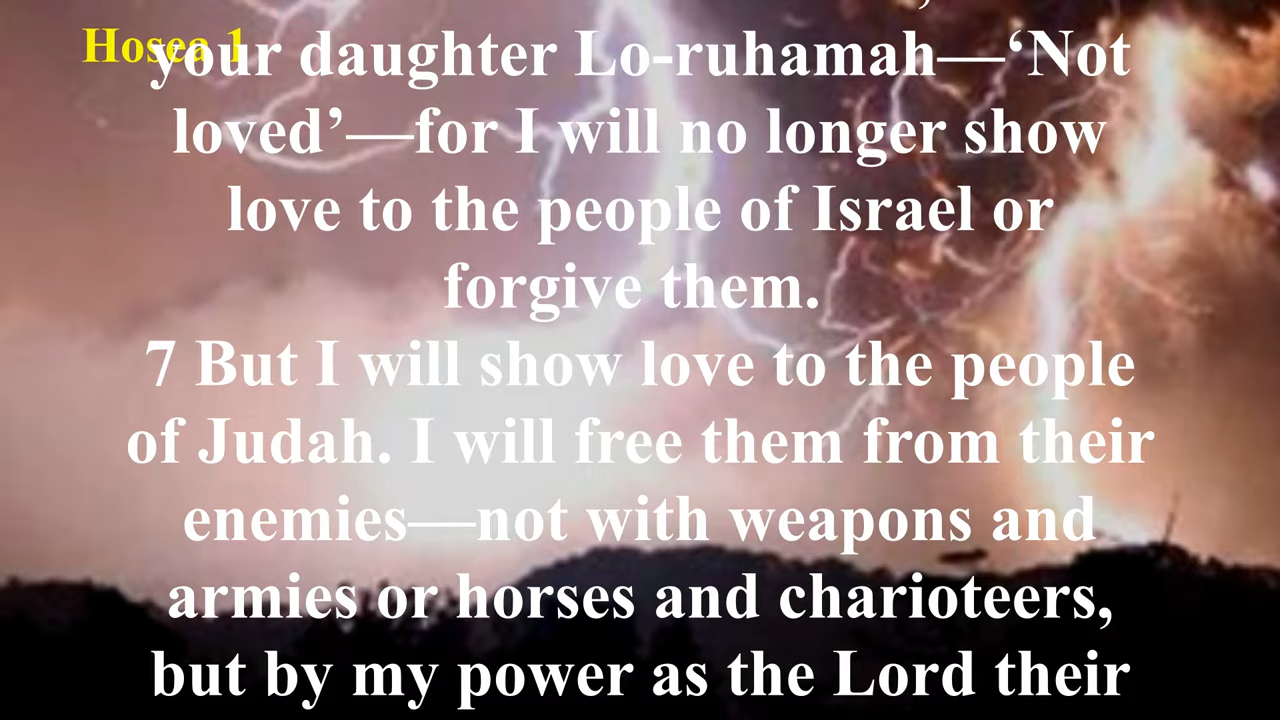 Hosea 1
your daughter Lo-ruhamah—‘Not
loved’—for I will no longer show
love to the people of Israel or
forgive them.
7 But I will show love to the people
of Judah. I will free them from their
enemies—not with weapons and
armies or horses and charioteers,
but by my power as the Lord their